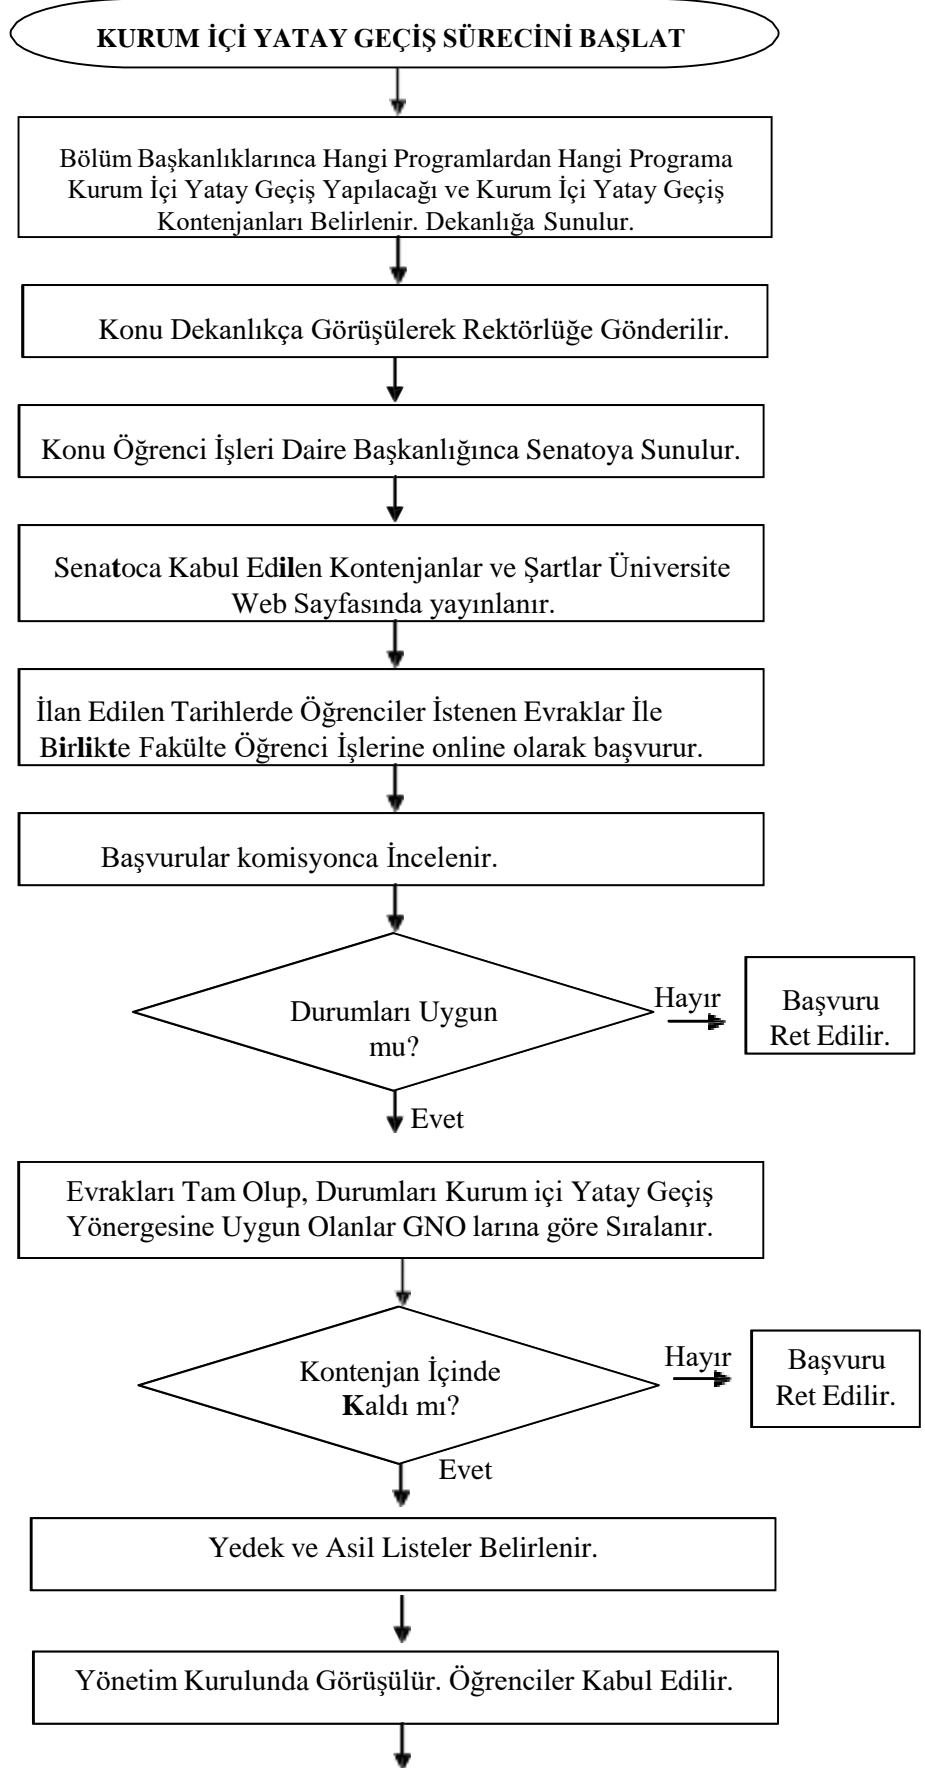 KURUM İÇİ YATAY GEÇİŞ SÜRECİNİ BAŞLAT
Bölüm Başkanlıklarınca Hangi Programlardan Hangi Programa
Kurum İçi Yatay Geçiş Yapılacağı ve Kurum İçi Yatay Geçiş
Kontenjanları Belirlenir. Dekanlığa Sunulur.
Konu Dekanlıkça Görüşülerek Rektörlüğe Gönderilir.
Konu Öğrenci İşleri Daire Başkanlığınca Senatoya Sunulur.
Senatoca Kabul Edilen Kontenjanlar ve Şartlar Üniversite
Web Sayfasında yayınlanır.
İlan Edilen Tarihlerde Öğrenciler İstenen Evraklar İle
Birlikte Fakülte Öğrenci İşlerine online olarak başvurur.
Başvurular komisyonca İncelenir.
Durumları Uygun
mu?
Hayır
Başvuru
Ret Edilir.
Evet
Evrakları Tam Olup, Durumları Kurum içi Yatay Geçiş
Yönergesine Uygun Olanlar GNO larına göre Sıralanır.
Kontenjan İçinde
Kaldı mı?
Hayır
Başvuru
Ret Edilir.
Evet
Yedek ve Asil Listeler Belirlenir.
Yönetim Kurulunda Görüşülür. Öğrenciler Kabul Edilir.